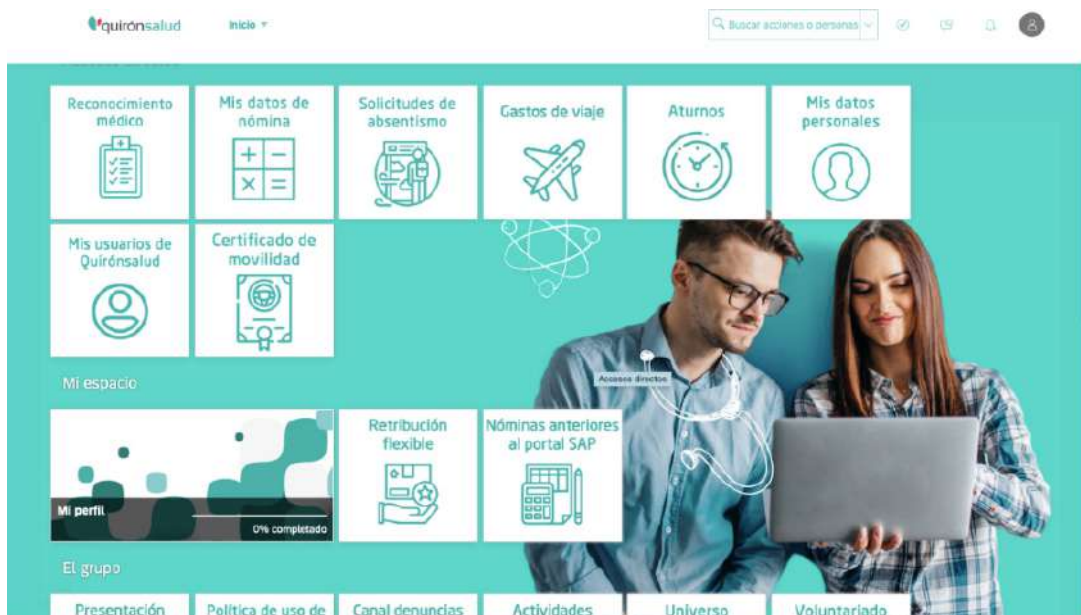 quirónsalud
Inicio
Buscar acciones o personas
Reconocimiento
médico
Mis datos de
nómina
Solicitudes de
absentismo
Gastos de viaje
Aturnos
Mis datos
personales
Mis usuarios de
Quirónsalud
Certificado de
movilidad
Accesos directos
Mi espacio
Mi perfil
0% completado
Retribución
flexible
Nóminas anteriores
al portal SAP
El grupo
Presentación
Política de uso de
Canal denuncias
Actividades
Universo
Voluntariado